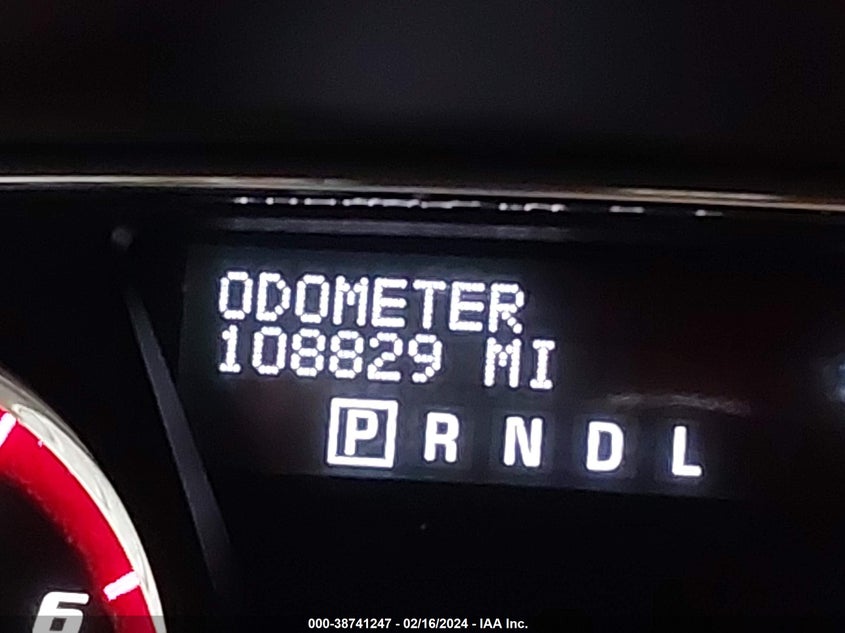 ODOMETER
108829 MI
P R N D L
6
000-38741247 - 02/16/2024 - IAA Inc.